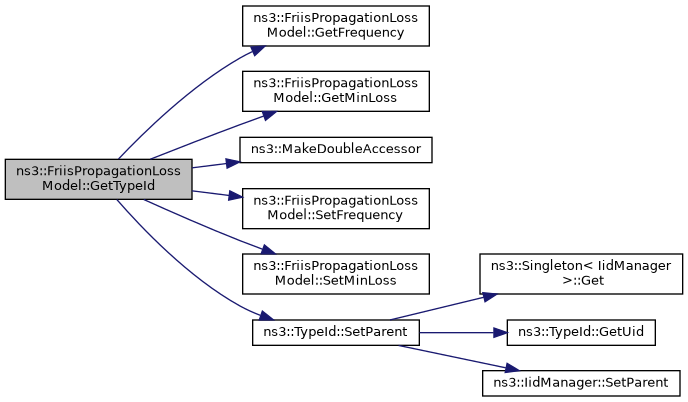 ns3::FriisPropagationLoss
Model::GetTypeId
ns3::FriisPropagationLoss
Model::GetFrequency
ns3::FriisPropagationLoss
Model::GetMinLoss
ns3::MakeDoubleAccessor
ns3::FriisPropagationLoss
Model::SetFrequency
ns3::FriisPropagationLoss
Model::SetMinLoss
ns3::TypeId::SetParent
ns3::Singleton< IidManager
>::Get
ns3::TypeId::GetUid
ns3::IidManager::SetParent